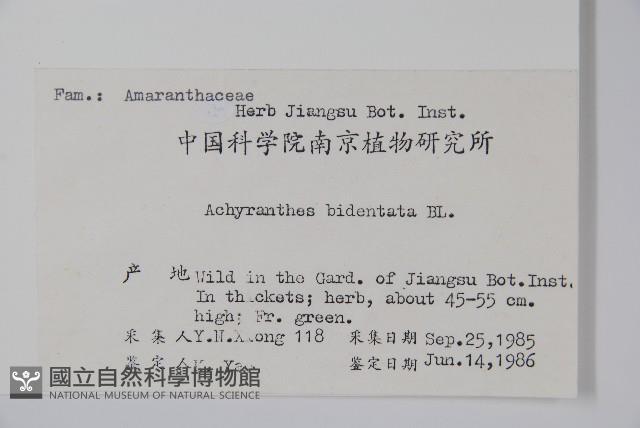 Fam.: Amaranthaceae
Herb Jiangsu Bot. Inst.
中国科学院南京植物研究所
Achyranthes bidentata BL.
产 地 Wild in the Gard. of Jiangsu Bot.Inst.
In thickets; herb, about 45-55 cm.
high; Fr. green.
采 集 人 118 采集日期 Sep.25,1985
鉴 定 人 鉴定日期 Jun.14,1986
國立自然科學博物館
NATIONAL MUSEUM OF NATURAL SCIENCE